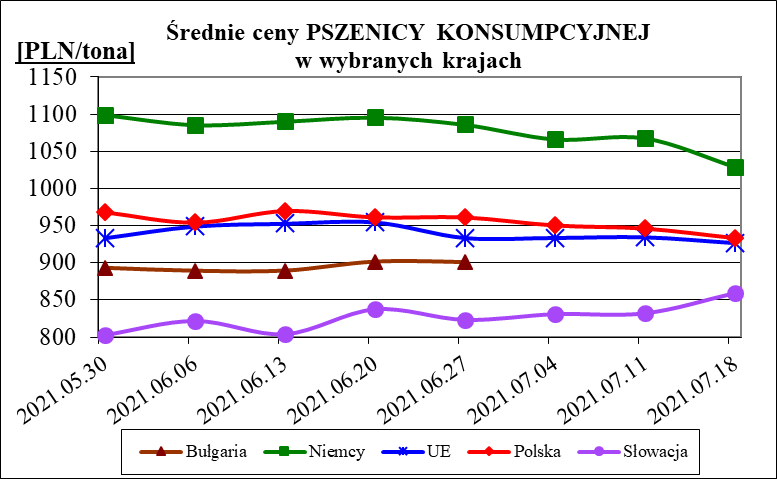 Średnie ceny PSZENICY KONSUMPCYJNEJ
w wybranych krajach
[PLN/tona]
1150
1100
1050
1000
950
900
850
800
2021.05.30
2021.06.06
2021.06.13
2021.06.20
2021.06.27
2021.07.04
2021.07.11
2021.07.18
Bułgaria
Niemcy
UE
Polska
Słowacja